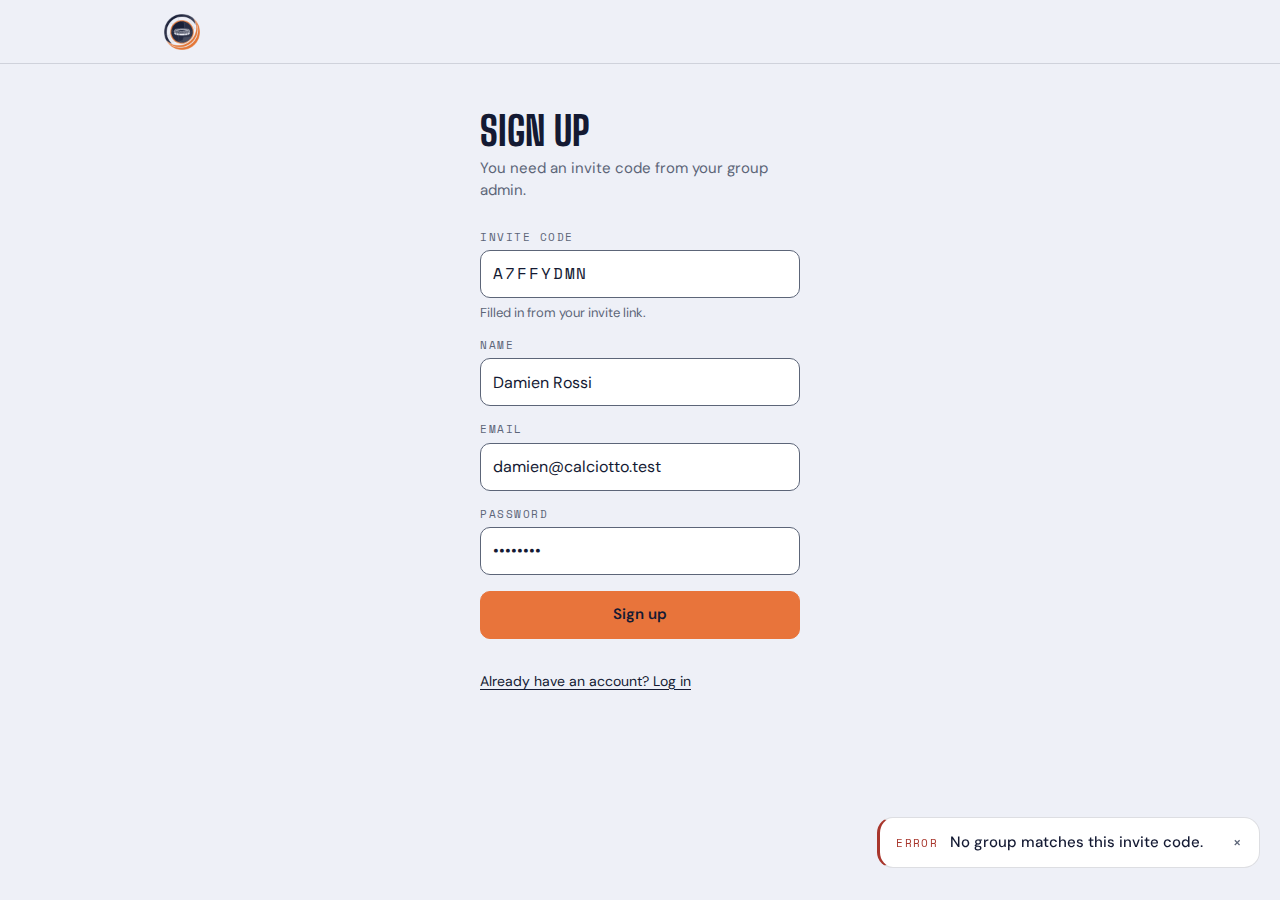 SIGN UP
You need an invite code from your group
admin.
INVITE CODE
A7FFYDMN
Filled in from your invite link.
NAME
Damien Rossi
EMAIL
damien@calciotto.test
PASSWORD
••••••••
Sign up
Already have an account? Log in
ERROR No group matches this invite code. ×